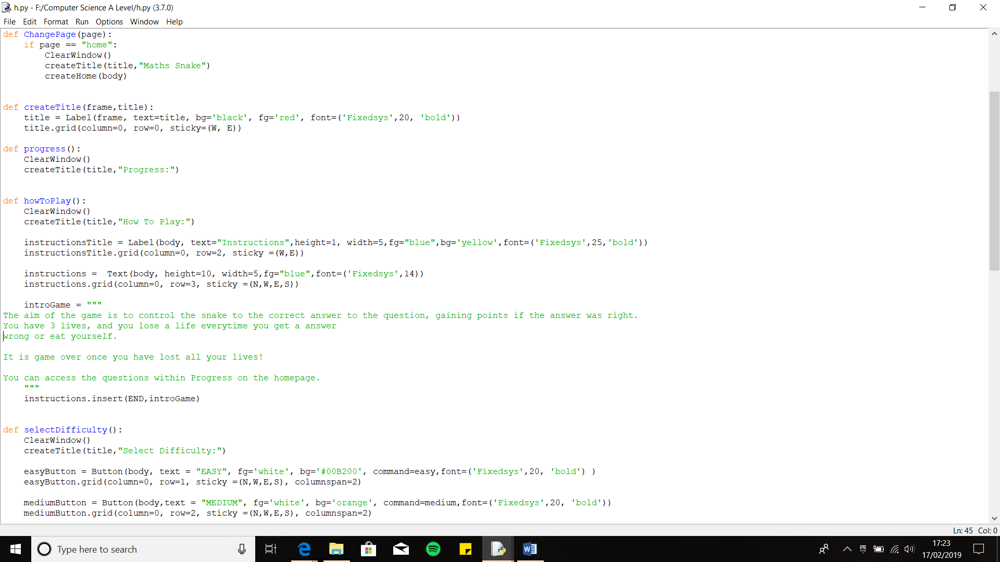 h.py - F:/Computer Science A Level/h.py (3.7.0)
File Edit Format Run Options Window Help
def ChangePage(page):
    if page == "home":
        ClearWindow()
        createTitle(title,"Maths Snake")
        createHome(body)
def createTitle(frame,title):
    title = Label(frame, text=title, bg='black', fg='red', font=('Fixedsys',20, 'bold'))
    title.grid(column=0, row=0, sticky=(W, E))
def progress():
    ClearWindow()
    createTitle(title,"Progress:")
def howToPlay():
    ClearWindow()
    createTitle(title,"How To Play:")
    instructionsTitle = Label(body, text="Instructions",height=1, width=5,fg="blue",bg='yellow',font=('Fixedsys',25,'bold'))
    instructionsTitle.grid(column=0, row=2, sticky =(W,E))
    instructions =  Text(body, height=10, width=5,fg="blue",font=('Fixedsys',14))
    instructions.grid(column=0, row=3, sticky =(N,W,E,S))
    introGame = """
The aim of the game is to control the snake to the correct answer to the question, gaining points if the answer was right.
You have 3 lives, and you lose a life everytime you get a answer
wrong or eat yourself.
It is game over once you have lost all your lives!
You can access the questions within Progress on the homepage.
    """
    instructions.insert(END,introGame)
def selectDifficulty():
    ClearWindow()
    createTitle(title,"Select Difficulty:")
    easyButton = Button(body, text = "EASY", fg='white', bg='#00B200', command=easy,font=('Fixedsys',20, 'bold') )
    easyButton.grid(column=0, row=1, sticky =(N,W,E,S), columnspan=2)
    mediumButton = Button(body,text = "MEDIUM", fg='white', bg='orange', command=medium,font=('Fixedsys',20, 'bold'))
    mediumButton.grid(column=0, row=2, sticky =(N,W,E,S), columnspan=2)
Ln: 45 Col: 0
Type here to search
EPIC
17:23
17/02/2019